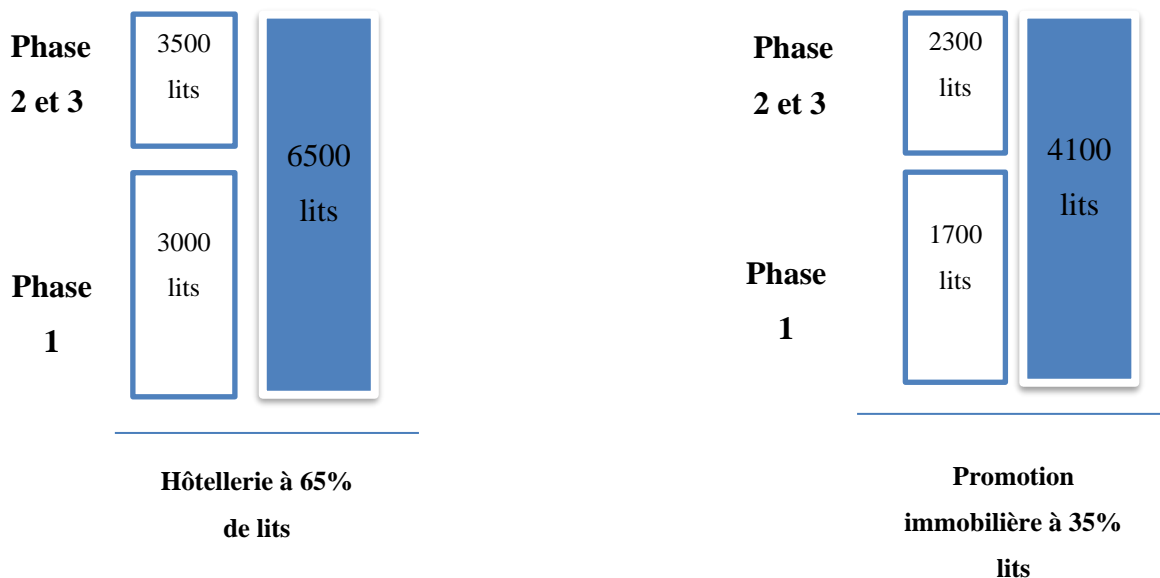 Phase
2 et 3
3500
lits
6500
lits
3000
lits
Phase
1
Hôtellerie à 65%
de lits
Phase
2 et 3
2300
lits
4100
lits
1700
lits
Phase
1
Promotion
immobilière à 35%
lits